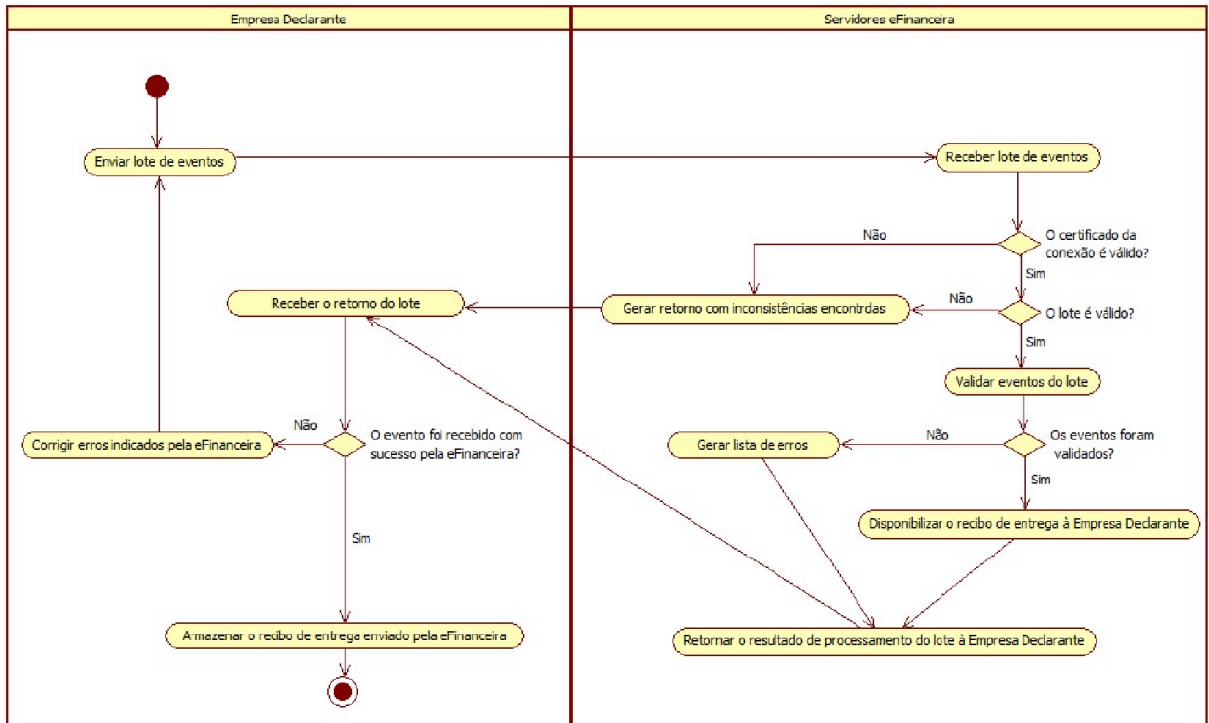 Empresa Declarante
Servidores eFinanceira
Enviar lote de eventos
Receber lote de eventos
O certificado da
conexão é válido?
Não
Sim
Receber o retorno do lote
Gerar retorno com inconsistências encontrdas
Não
O lote é válido?
Sim
Validar eventos do lote
Corrigir erros indicados pela eFinanceira
Não
O evento foi recebido com
sucesso pela eFinanceira?
Gerar lista de erros
Não
Os eventos foram
validados?
Sim
Disponibilizar o recibo de entrega à Empresa Declarante
Sim
Armazenar o recibo de entrega enviado pela eFinanceira
Retornar o resultado de processamento do lote à Empresa Declarante